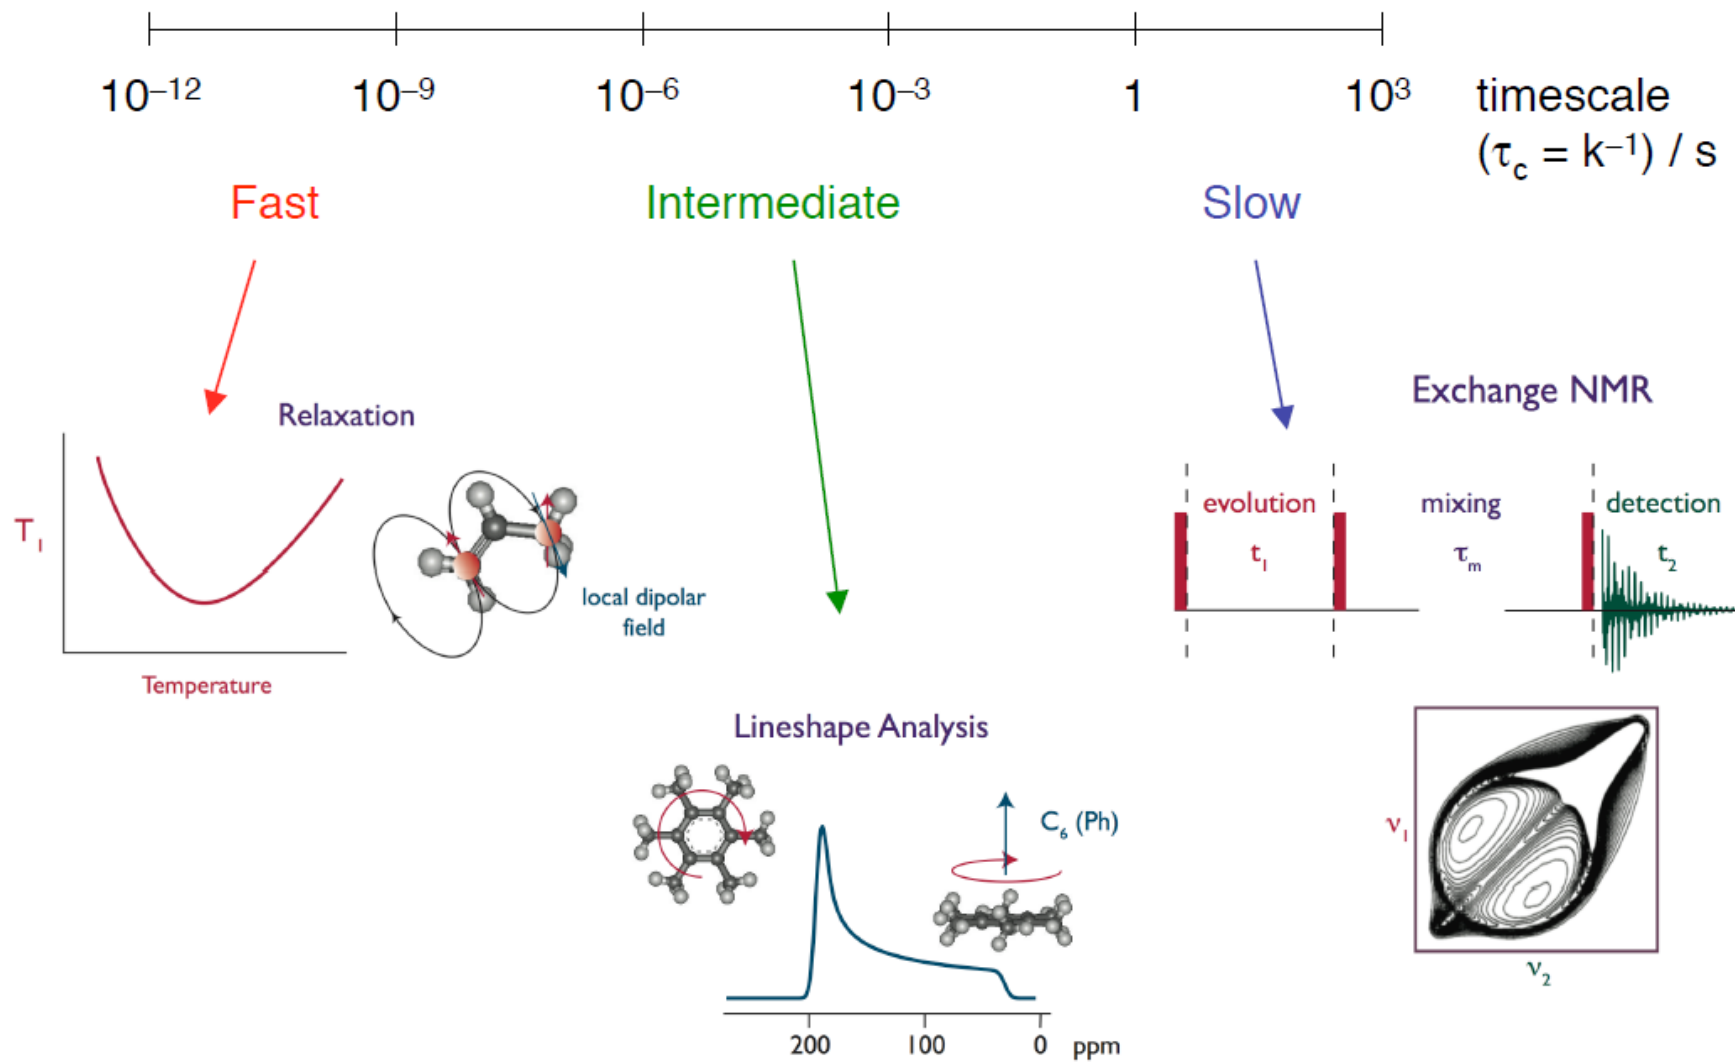 10⁻¹² 10⁻⁹ 10⁻⁶ 10⁻³ 1 10³ timescale
(τc = k⁻¹) / s
Fast Intermediate Slow
Relaxation
T₁
Temperature
local dipolar
field
Exchange NMR
evolution mixing detection
t₁ τₘ t₂
Lineshape Analysis
C₆ (Ph)
200 100 0 ppm
ν₁
ν₂